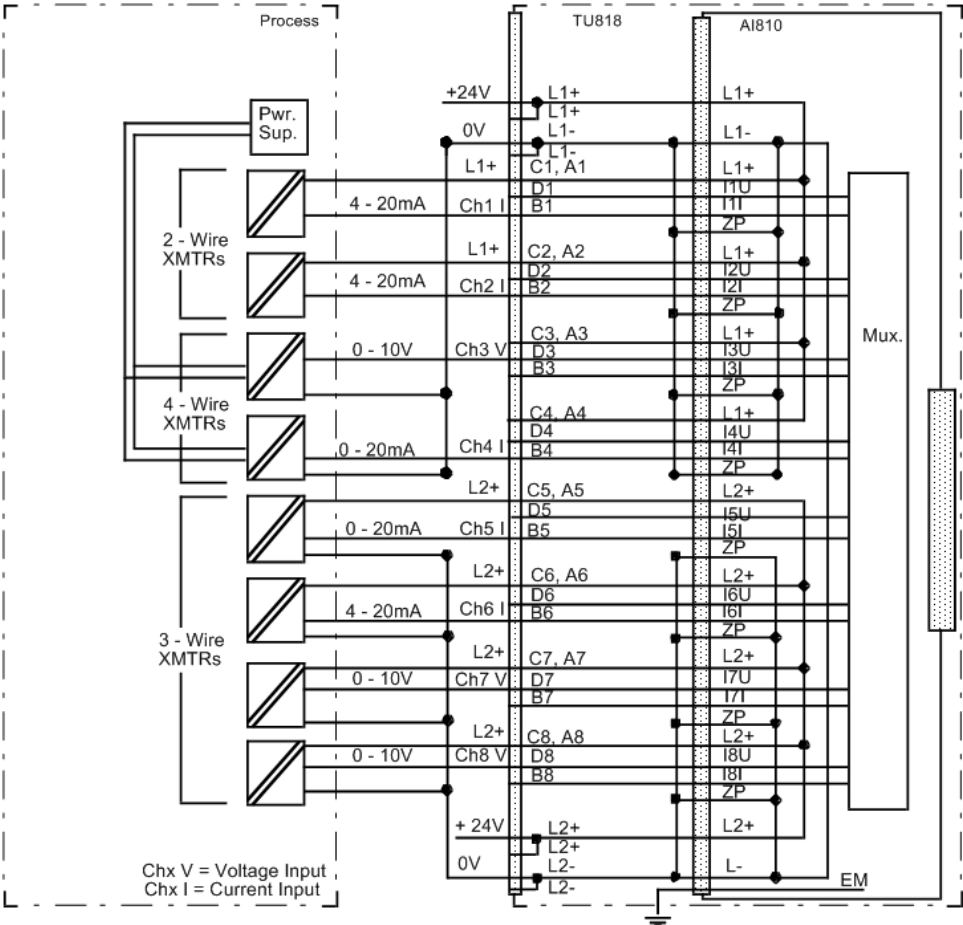 Process TU818 AI810
+24V L1+ L1+
L1+
Pwr.
Sup.
0V L1- L1-
L1-
L1+ C1, A1 L1+
D1 I1U
4 - 20mA Ch1 I B1 I1I
ZP
2 - Wire
XMTRs
L1+ C2, A2 L1+
D2 I2U
4 - 20mA Ch2 I B2 I2I
ZP
Mux.
C3, A3 L1+
0 - 10V Ch3 V D3 I3U
B3 I3I
ZP
4 - Wire
XMTRs
C4, A4 L1+
D4 I4U
0 - 20mA Ch4 I B4 I4I
ZP
L2+ C5, A5 L2+
D5 I5U
0 - 20mA Ch5 I B5 I5I
ZP
L2+ C6, A6 L2+
D6 I6U
4 - 20mA Ch6 I B6 I6I
ZP
3 - Wire
XMTRs
L2+ C7, A7 L2+
0 - 10V Ch7 V D7 I7U
B7 I7I
ZP
L2+ C8, A8 L2+
0 - 10V Ch8 V D8 I8U
B8 I8I
ZP
+ 24V L2+ L2+
L2+
0V L2- L-
L2-
EM
Chx V = Voltage Input
Chx I = Current Input